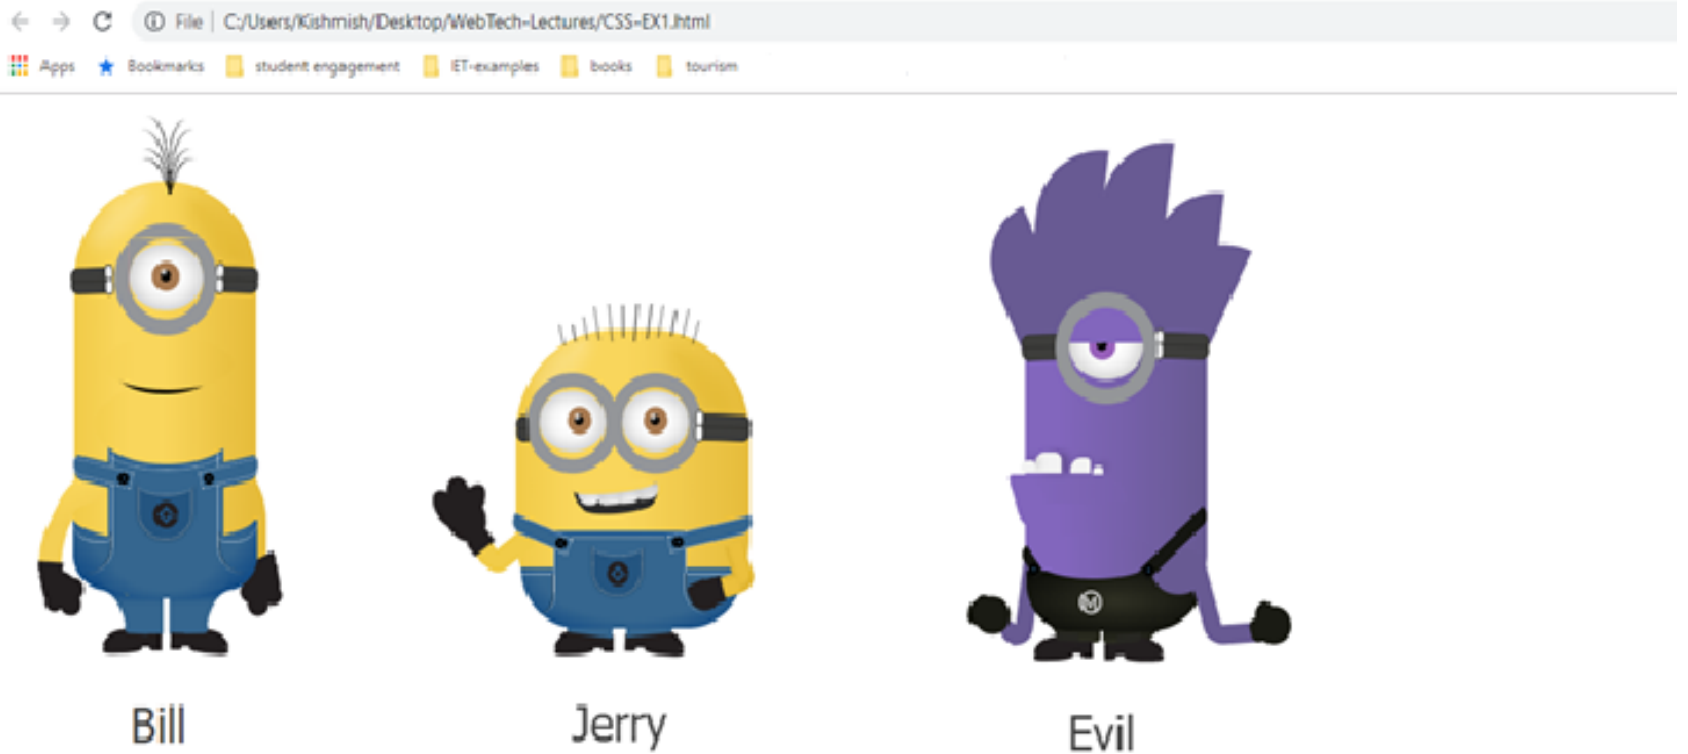 File | C:/Users/Kishmish/Desktop/WebTech-Lectures/CSS-EX1.html
Apps Bookmarks student engagement IET-examples books tourism
Bill Jerry Evil